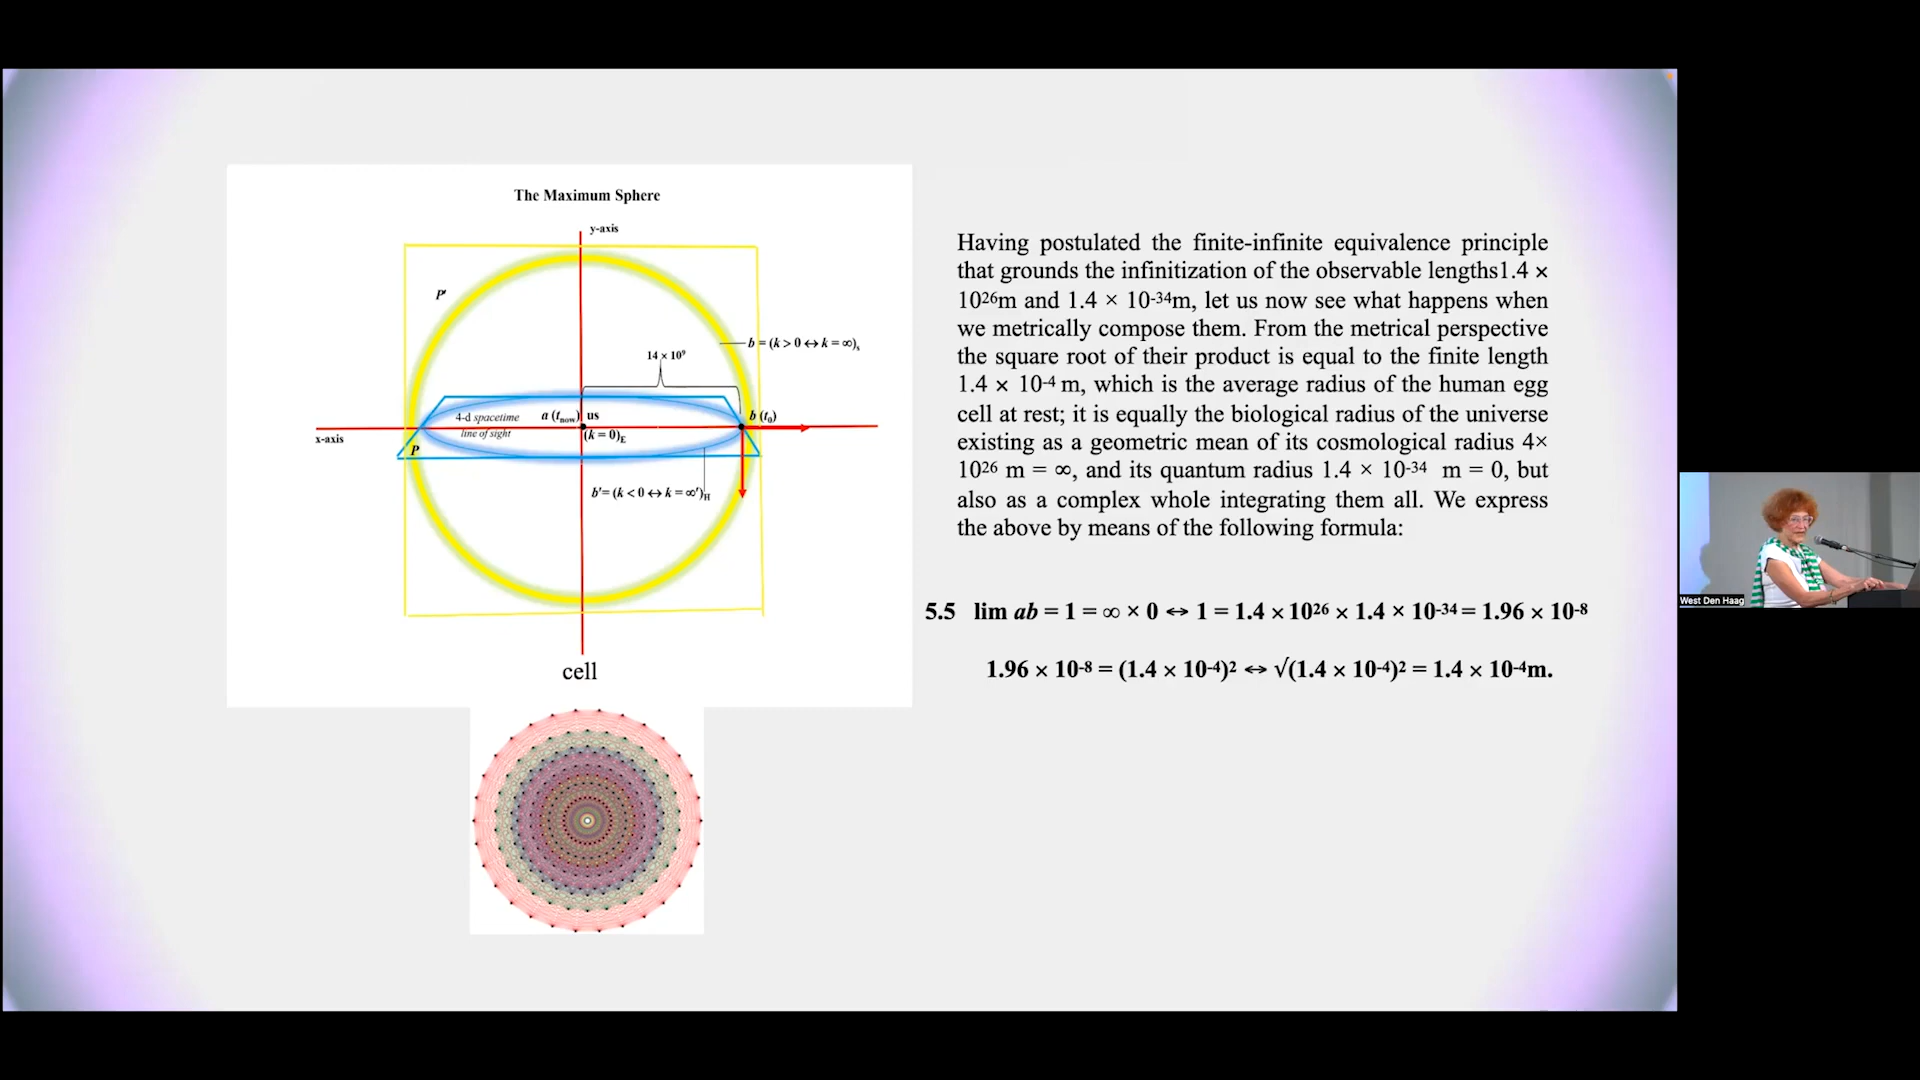 The Maximum Sphere
y-axis
P'
b = (k > 0 ↔ k = ∞)s
14 × 10⁹
4-d spacetime
line of sight
a (tnow)
us
b (t0)
x-axis
(k = 0)E
P
b' = (k < 0 ↔ k = ∞')H
cell
Having postulated the finite-infinite equivalence principle
that grounds the infinitization of the observable lengths1.4 ×
10²⁶m and 1.4 × 10⁻³⁴m, let us now see what happens when
we metrically compose them. From the metrical perspective
the square root of their product is equal to the finite length
1.4 × 10⁻⁴ m, which is the average radius of the human egg
cell at rest; it is equally the biological radius of the universe
existing as a geometric mean of its cosmological radius 4×
10²⁶ m = ∞, and its quantum radius 1.4 × 10⁻³⁴ m = 0, but
also as a complex whole integrating them all. We express
the above by means of the following formula:
5.5 lim ab = 1 = ∞ × 0 ↔ 1 = 1.4 × 10²⁶ × 1.4 × 10⁻³⁴ = 1.96 × 10⁻⁸
1.96 × 10⁻⁸ = (1.4 × 10⁻⁴)² ↔ √(1.4 × 10⁻⁴)² = 1.4 × 10⁻⁴m.
West Den Haag